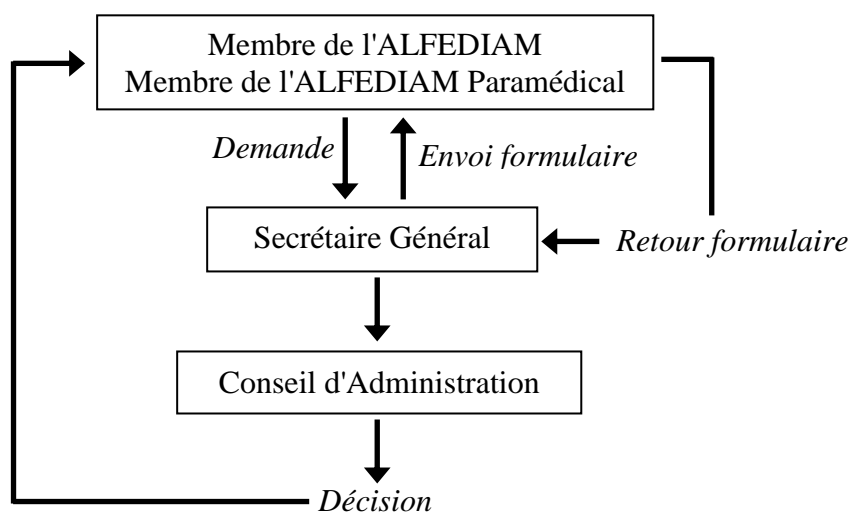 Membre de l'ALFEDIAM
Membre de l'ALFEDIAM Paramédical
Demande
Envoi formulaire
Secrétaire Général
Retour formulaire
Conseil d'Administration
Décision